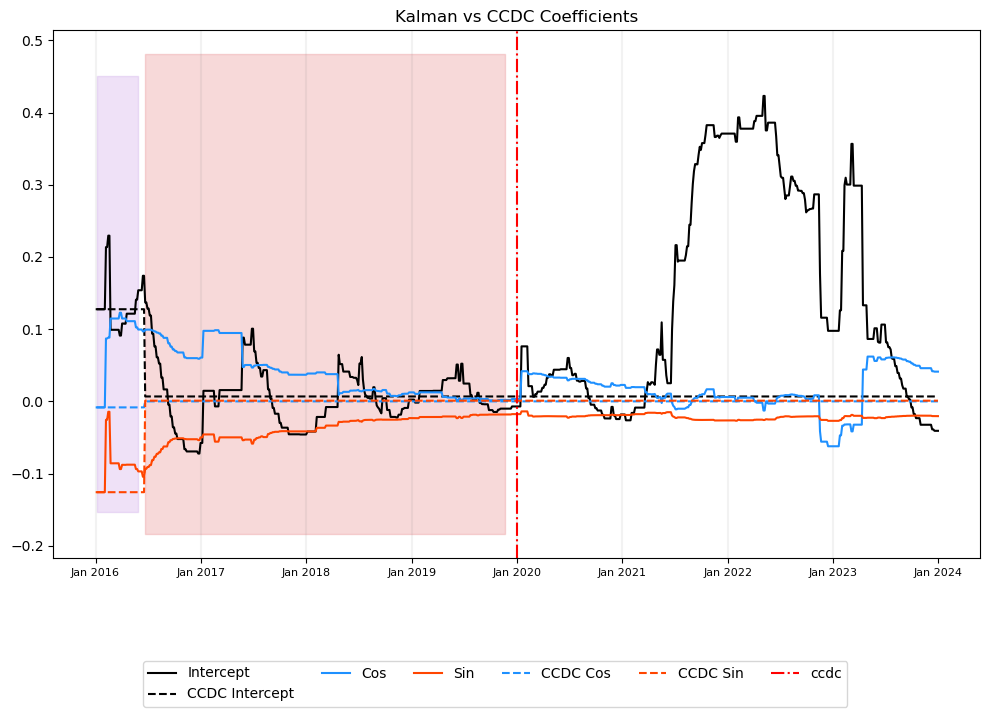 Kalman vs CCDC Coefficients
0.5
0.4
0.3
0.2
0.1
0.0
−0.1
−0.2
Jan 2016 Jan 2017 Jan 2018 Jan 2019 Jan 2020 Jan 2021 Jan 2022 Jan 2023 Jan 2024
Intercept Cos Sin CCDC Cos CCDC Sin ccdc
CCDC Intercept